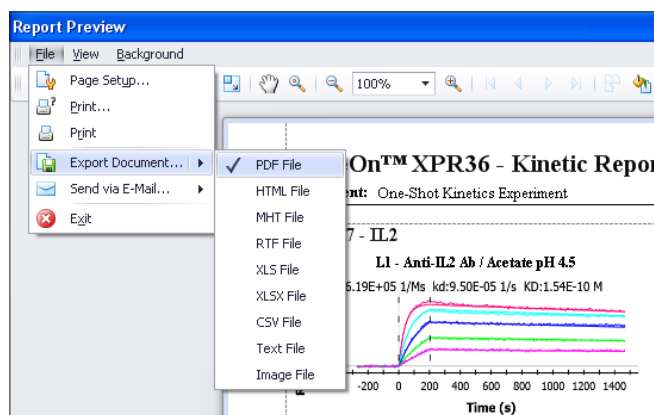 Report Preview
File View Background
Page Setup...
100%
Print...
Print
Export Document...
Send via E-Mail...
Exit
PDF File
HTML File
MHT File
RTF File
XLS File
XLSX File
CSV File
Text File
Image File
On™ XPR36 - Kinetic Repor
nt: One-Shot Kinetics Experiment
7 - IL2
L1 - Anti-IL2 Ab / Acetate pH 4.5
6.19E+05 1/Ms kd:9.50E-05 1/s KD:1.54E-10 M
-200 0 200 400 600 800 1000 1200 1400
Time (s)